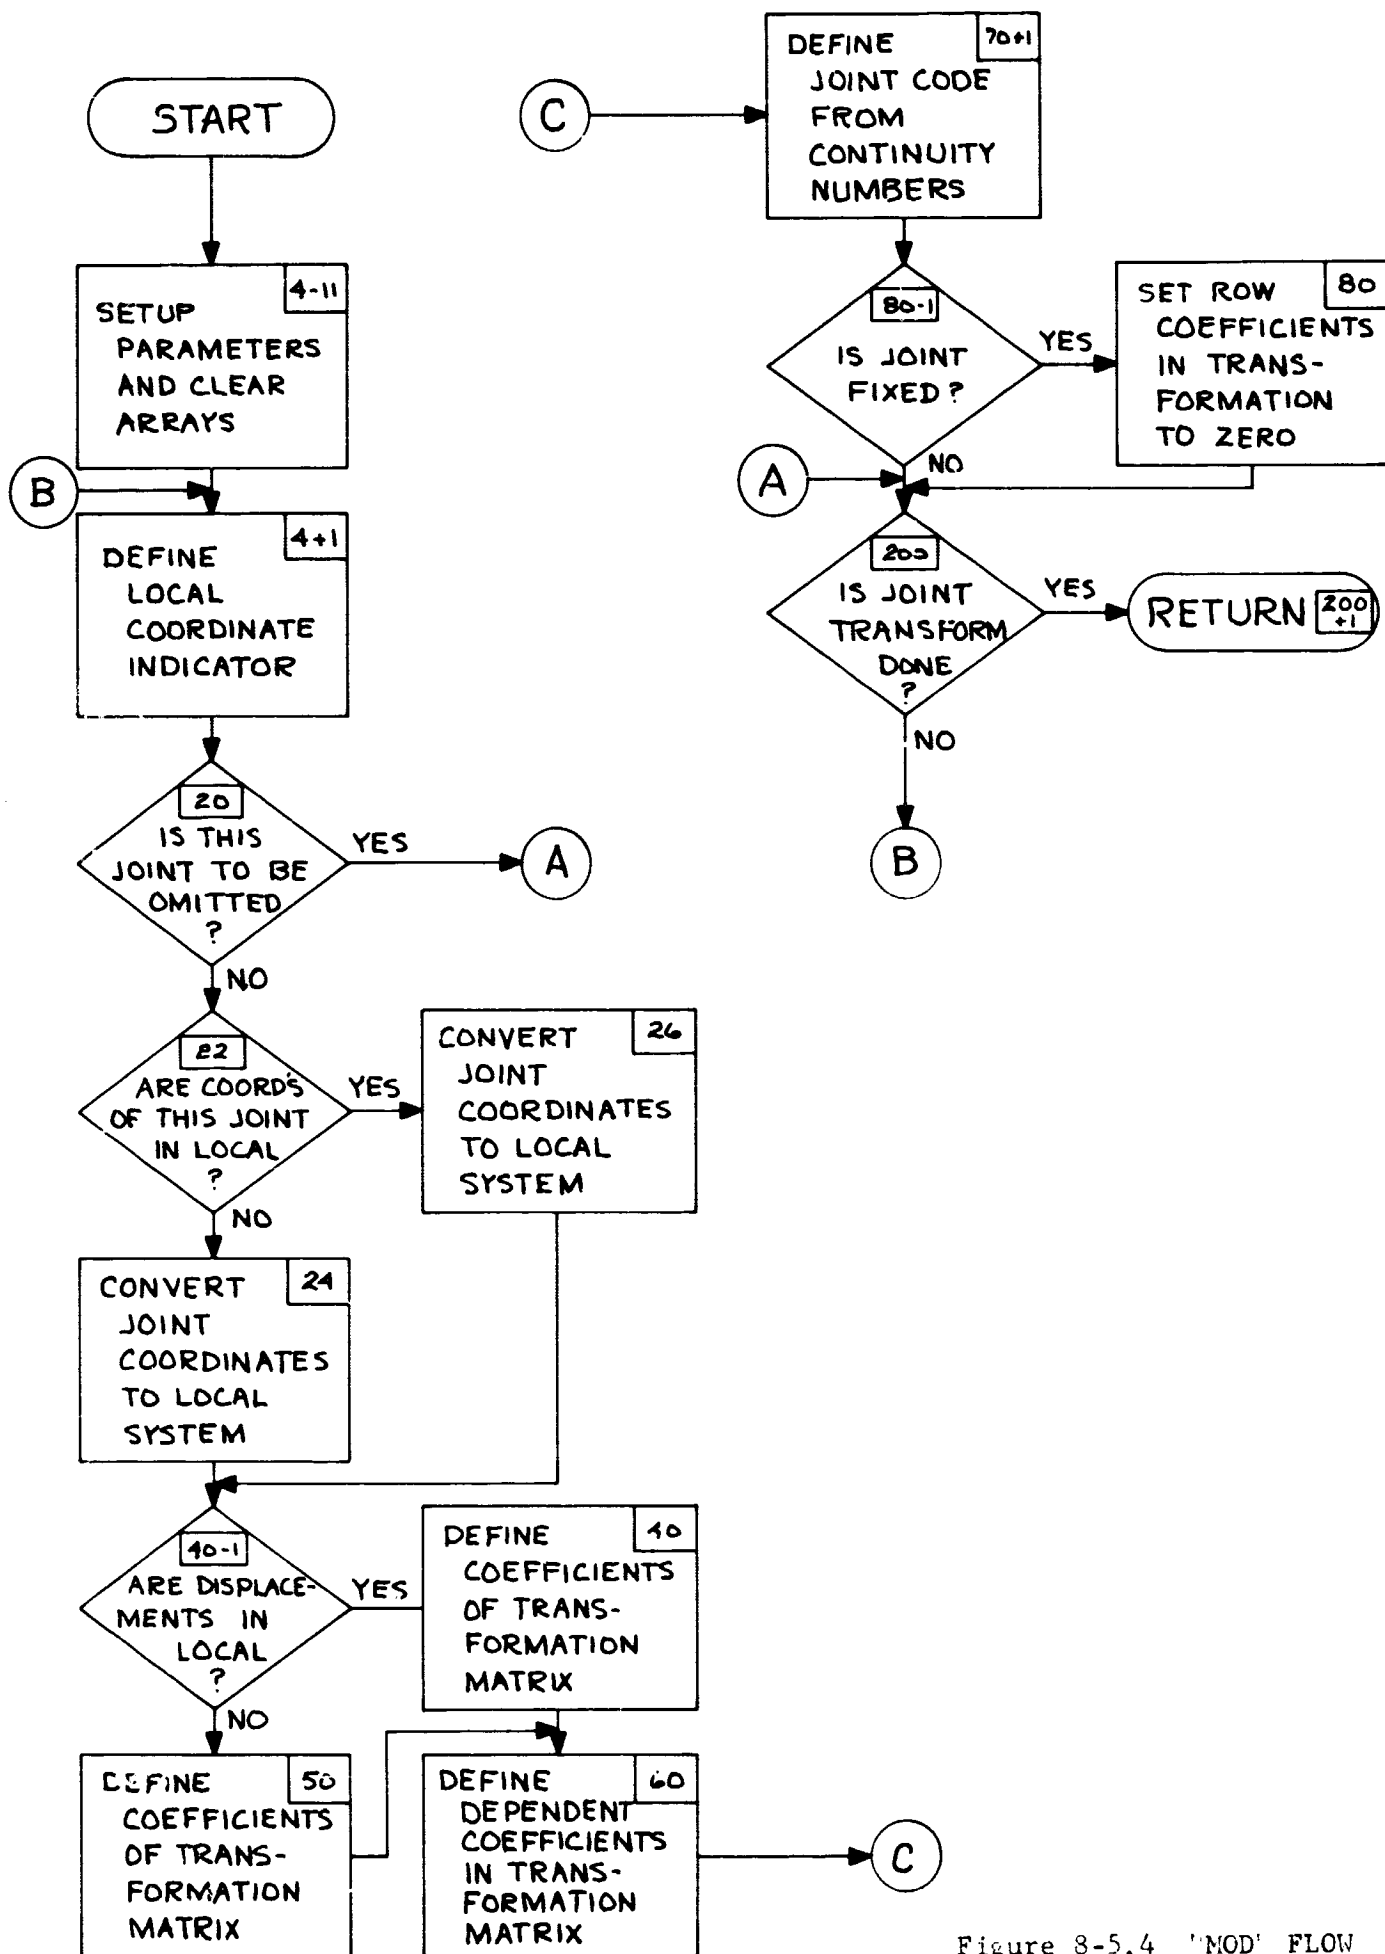 START
4-11
SETUP
PARAMETERS
AND CLEAR
ARRAYS
B
4+1
DEFINE
LOCAL
COORDINATE
INDICATOR
20
IS THIS
JOINT TO BE
OMITTED
?
YES
A
NO
22
ARE COORD'S
OF THIS JOINT
IN LOCAL
?
YES
26
CONVERT
JOINT
COORDINATES
TO LOCAL
SYSTEM
NO
24
CONVERT
JOINT
COORDINATES
TO LOCAL
SYSTEM
40-1
ARE DISPLACE-
MENTS IN
LOCAL
?
YES
40
DEFINE
COEFFICIENTS
OF TRANS-
FORMATION
MATRIX
NO
50
DEFINE
COEFFICIENTS
OF TRANS-
FORMATION
MATRIX
60
DEFINE
DEPENDENT
COEFFICIENTS
IN TRANS-
FORMATION
MATRIX
C
C
70+1
DEFINE
JOINT CODE
FROM
CONTINUITY
NUMBERS
80-1
IS JOINT
FIXED?
YES
80
SET ROW
COEFFICIENTS
IN TRANS-
FORMATION
TO ZERO
NO
A
200
IS JOINT
TRANSFORM
DONE
?
YES
RETURN 200
+1
NO
B
Figure 8-5.4 'MOD' FLOW